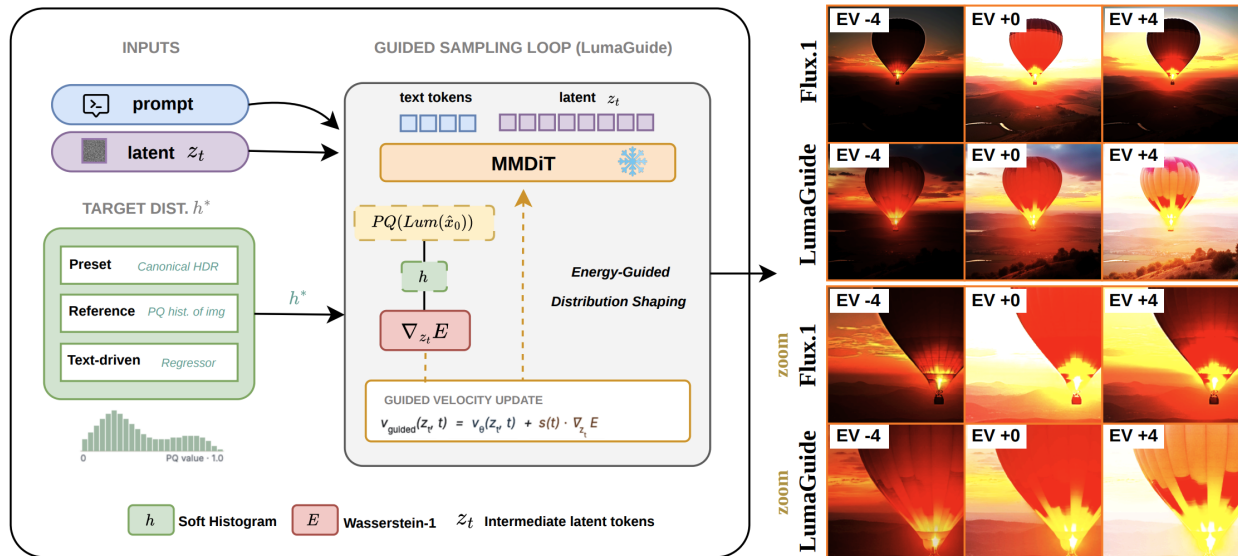 INPUTS
prompt
latent z_t
TARGET DIST. h*
Preset Canonical HDR
Reference PQ hist. of img
Text-driven Regressor
0 PQ value · 1.0
h*
GUIDED SAMPLING LOOP (LumaGuide)
text tokens
latent z_t
MMDiT
PQ(Lum(x̂_0))
h
∇_{z_t} E
Energy-Guided
Distribution Shaping
GUIDED VELOCITY UPDATE
v_guided(z_t, t) = v_θ(z_t, t) + s(t) · ∇_{z_t} E
h Soft Histogram
E Wasserstein-1
z_t Intermediate latent tokens
Flux.1
EV -4
EV +0
EV +4
LumaGuide
EV -4
EV +0
EV +4
zoom
Flux.1
EV -4
EV +0
EV +4
zoom
LumaGuide
EV -4
EV +0
EV +4